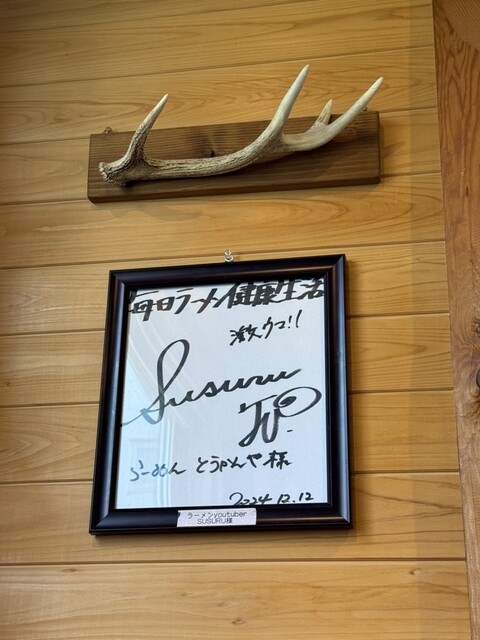 毎日ラーメン健康生活
激ウマ!!
Susuru
TV.
らーめん とうかんや 様
2024.12.12
ラーメンyoutuber
SUSURU様